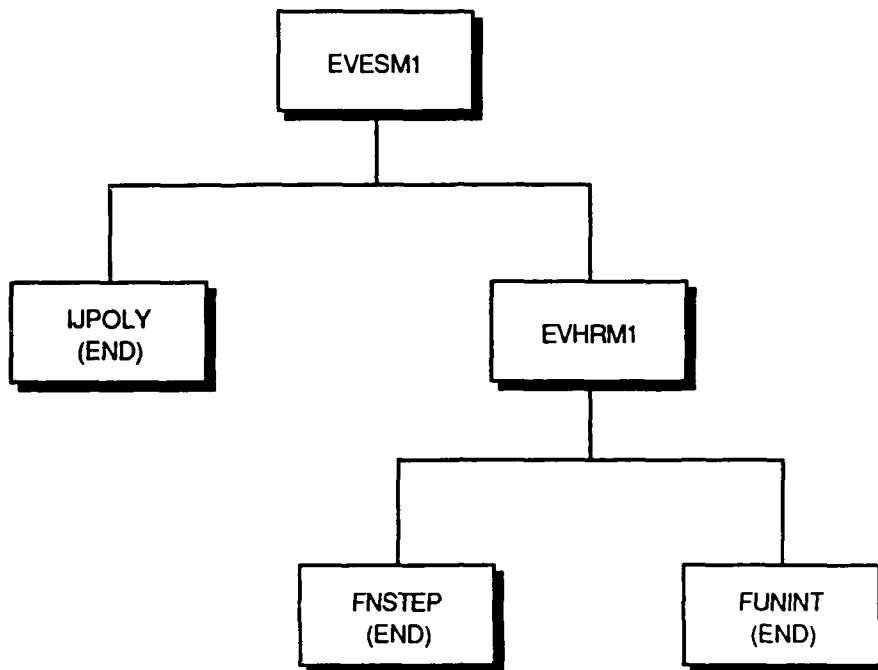 EVESM1
IJPOLY
(END)
EVHRM1
FNSTEP
(END)
FUNINT
(END)